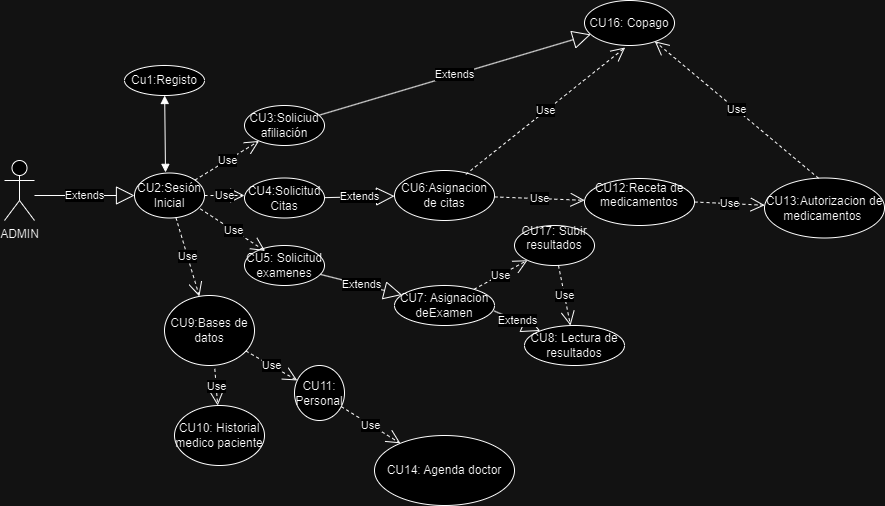 CU16: Copago
Extends
Cu1:Registo
Use
Use
CU3:Soliciud
afiliación
Use
Extends
CU2:Sesión
Inicial
Use
CU4:Solicitud
Citas
Extends
CU6:Asignacion
de citas
Use
CU12:Receta de
medicamentos
Use
CU13:Autorizacion de
medicamentos
ADMIN
Use
CU17: Subir
resultados
Use
CU5: Solicitud
examenes
Use
Extends
CU7: Asignacion
deExamen
Use
Extends
CU9:Bases de
datos
CU8: Lectura de
resultados
Use
Use
CU11:
Personal
CU10: Historial
medico paciente
Use
CU14: Agenda doctor